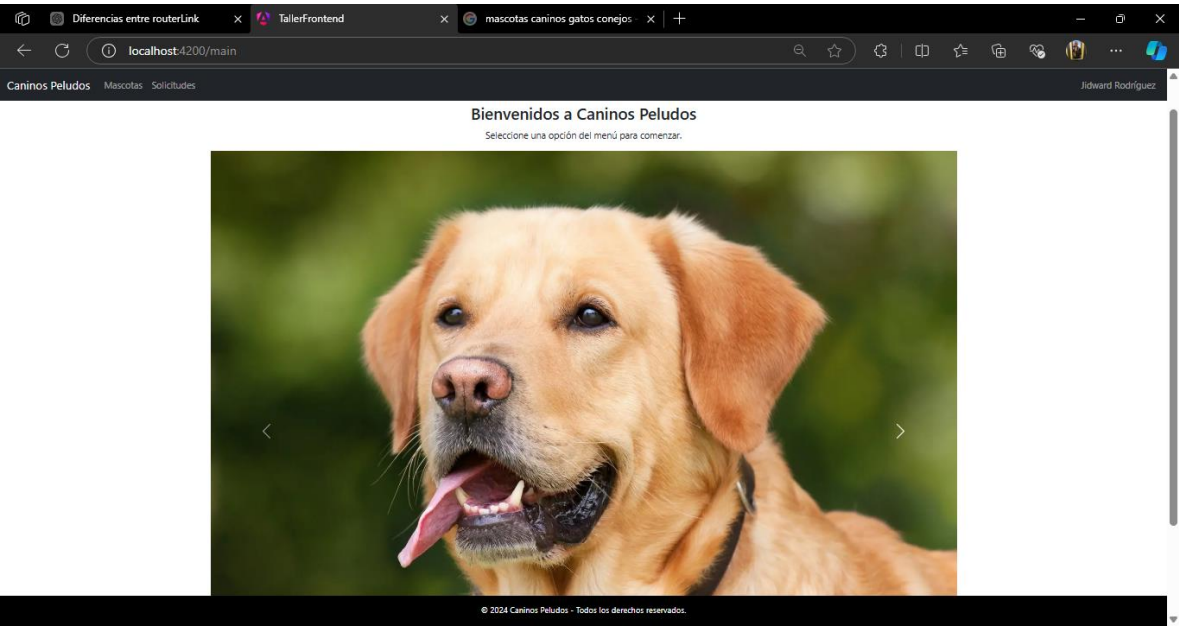 Diferencias entre routerLink
TallerFrontend
mascotas caninos gatos conejos -
localhost:4200/main
Caninos Peludos Mascotas Solicitudes Jidward Rodríguez
Bienvenidos a Caninos Peludos
Seleccione una opción del menú para comenzar.
© 2024 Caninos Peludos - Todos los derechos reservados.